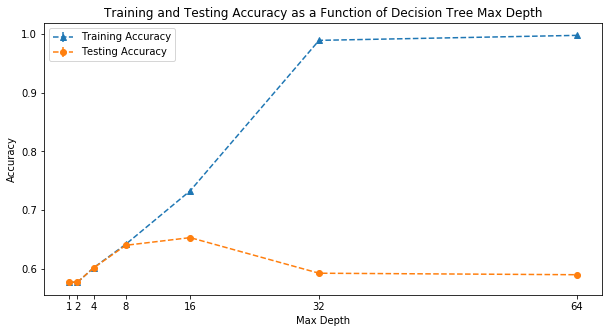 Training and Testing Accuracy as a Function of Decision Tree Max Depth
Training Accuracy
Testing Accuracy
1.0
0.9
0.8
0.7
0.6
Accuracy
1 2 4 8 16 32 64
Max Depth